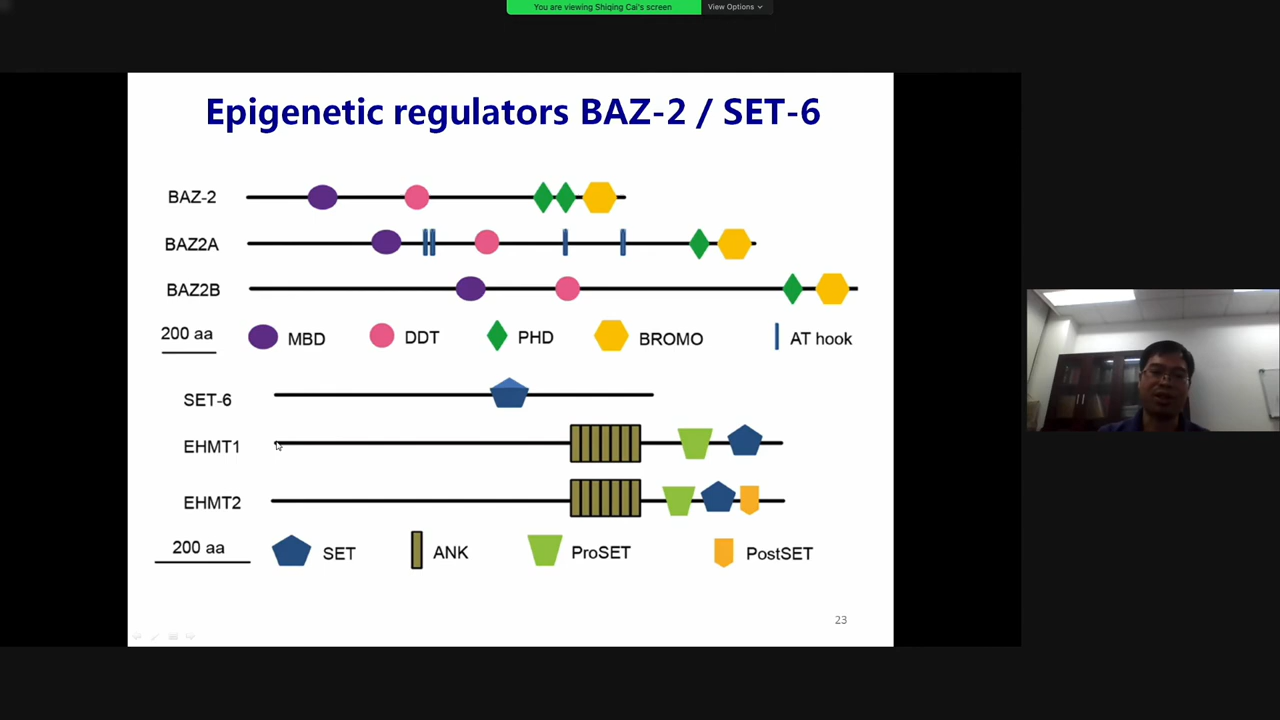 You are viewing Shiqing Cai's screen
View Options
Epigenetic regulators BAZ-2 / SET-6
BAZ-2
BAZ2A
BAZ2B
200 aa
MBD
DDT
PHD
BROMO
AT hook
SET-6
EHMT1
EHMT2
200 aa
SET
ANK
ProSET
PostSET
23